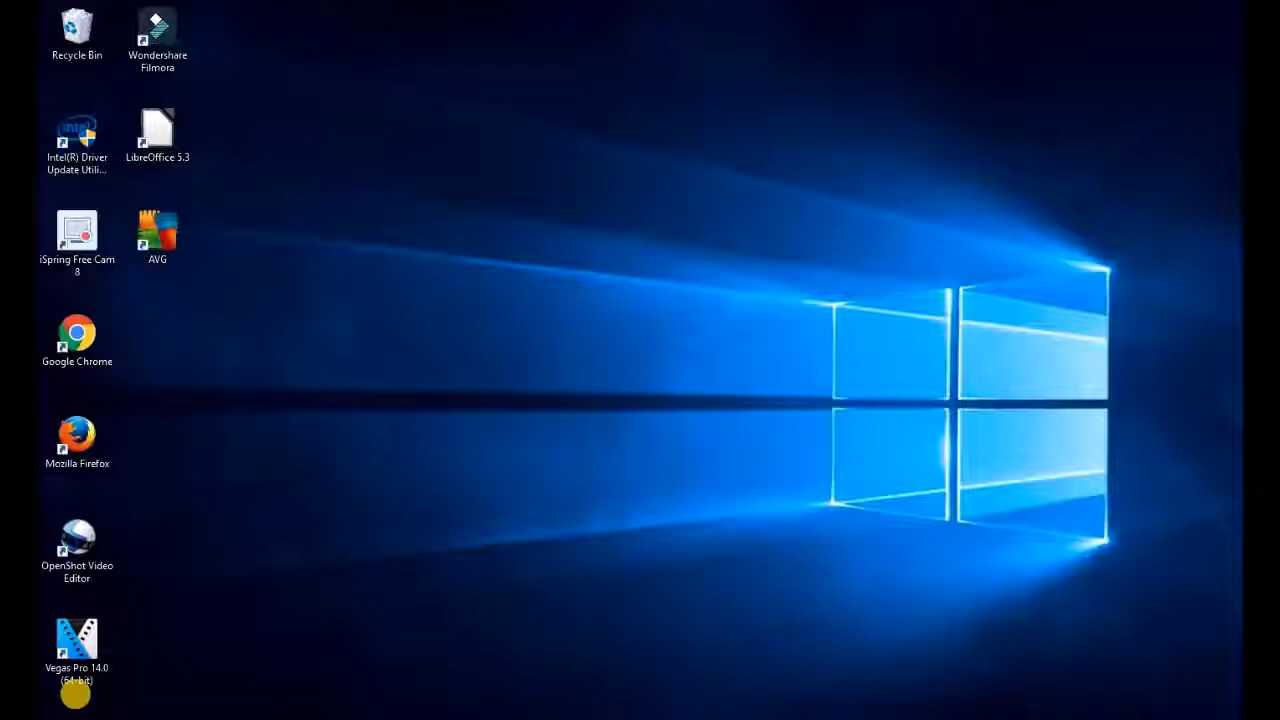 Recycle Bin
Wondershare
Filmora
intel
Intel(R) Driver
Update Utili...
LibreOffice 5.3
iSpring Free Cam
8
AVG
Google Chrome
Mozilla Firefox
OpenShot Video
Editor
Vegas Pro 14.0
(64-bit)